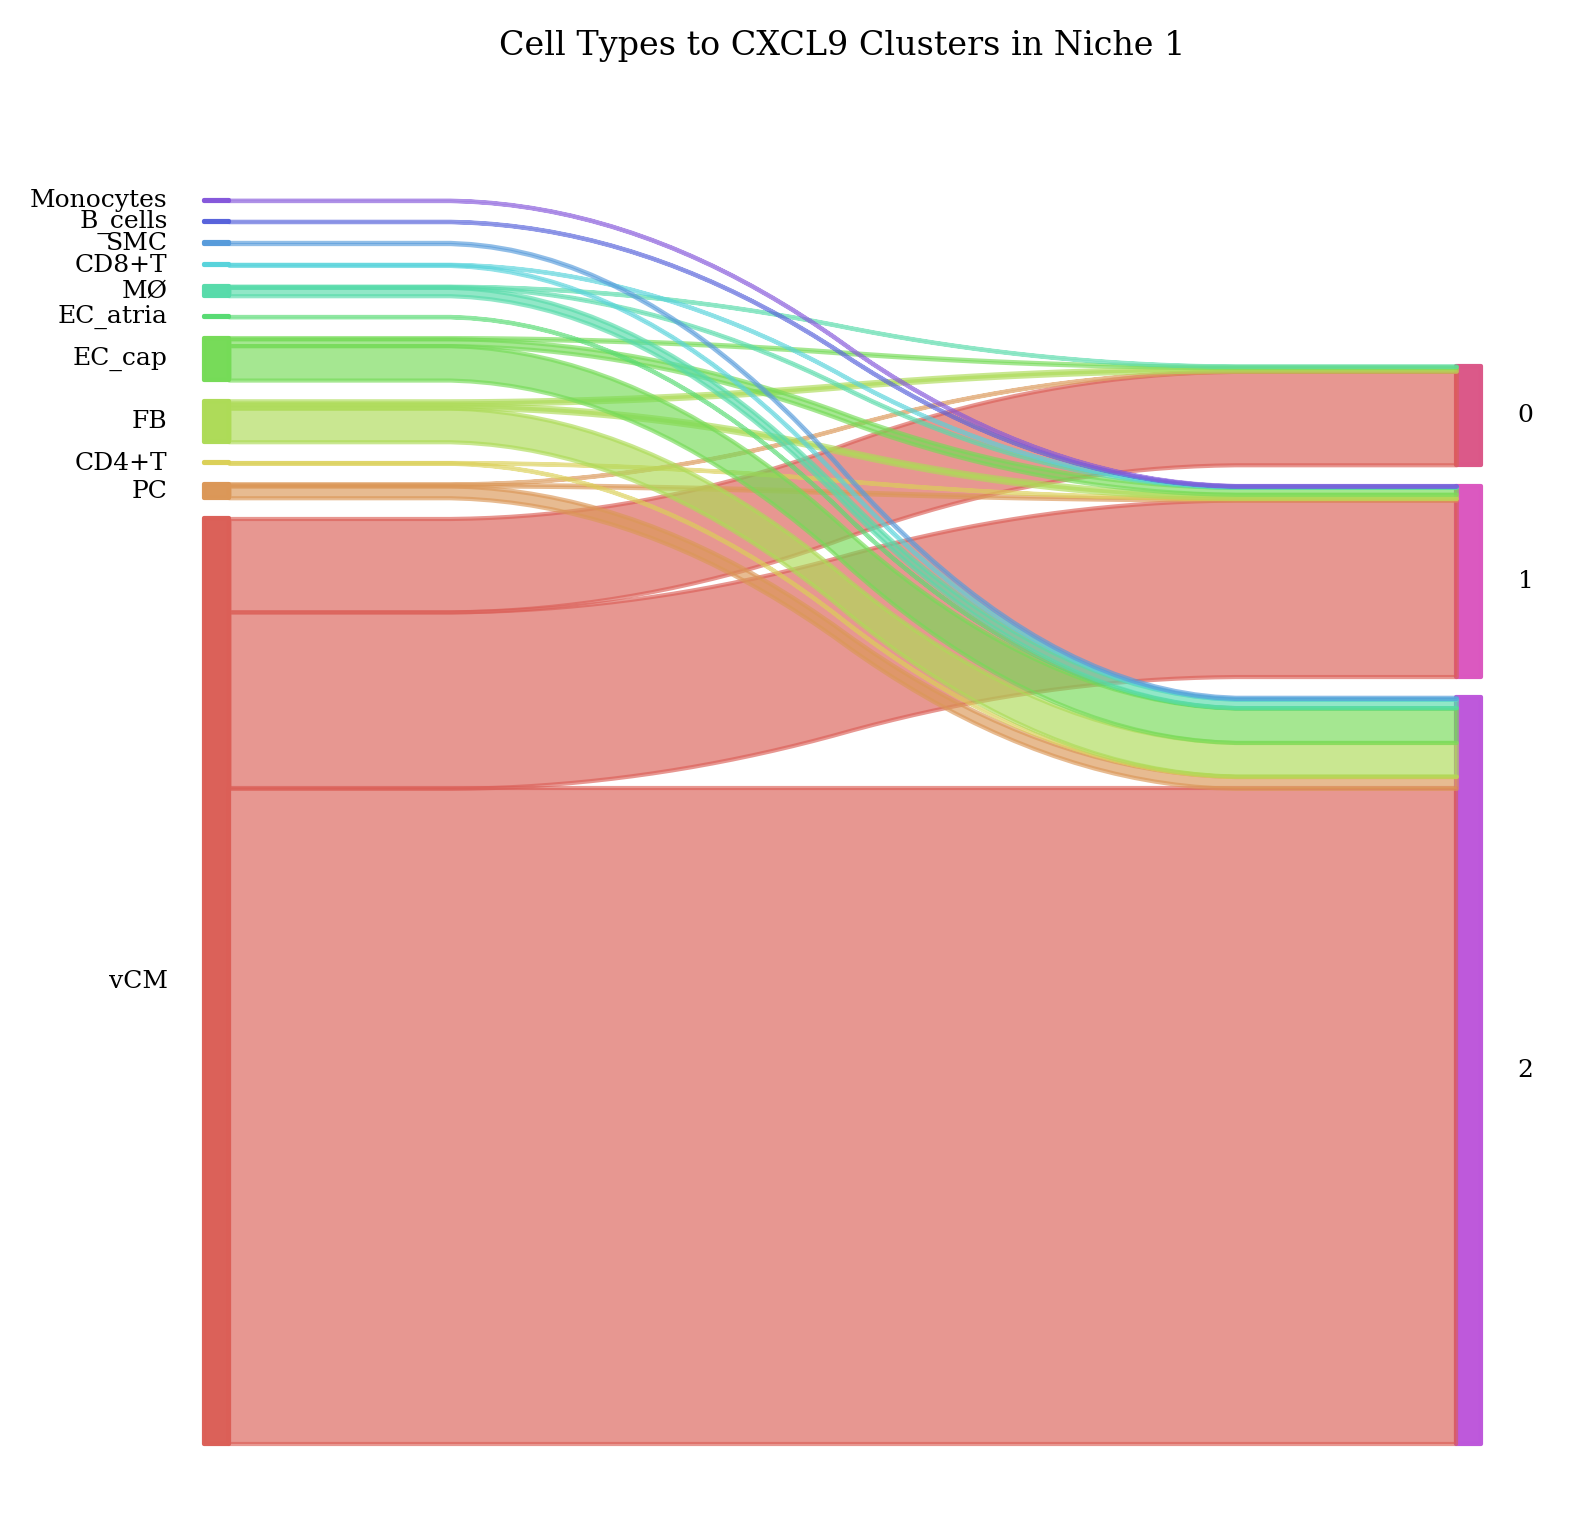 Cell Types to CXCL9 Clusters in Niche 1
Monocytes
B_cells
SMC
CD8+T
MØ
EC_atria
EC_cap
FB
CD4+T
PC
vCM
0
1
2